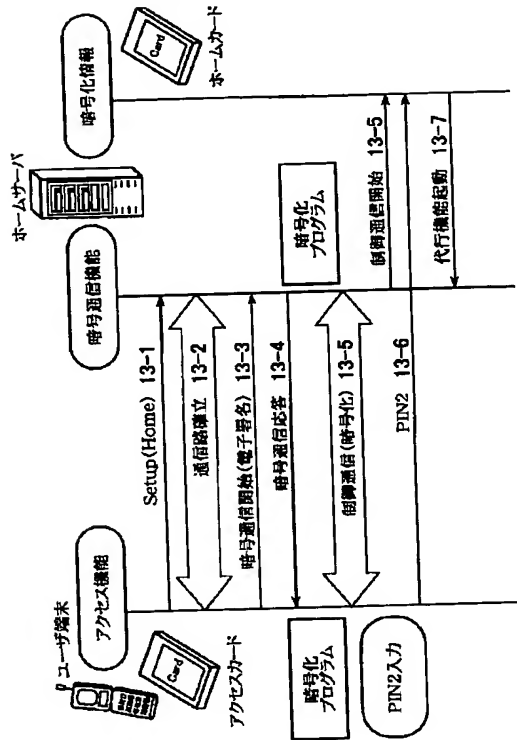 ホームサーバ
ユーザ端末
アクセス機能
暗号通信機能
暗号化情報
Card
アクセスカード
Card
ホームカード
Setup(Home) 13-1
通信路確立 13-2
暗号通信開始(電子署名) 13-3
暗号通信応答 13-4
暗号化
プログラム
暗号化
プログラム
制御通信(暗号化) 13-5
制御通信開始 13-5
PIN2入力
PIN2 13-6
代行機能起動 13-7